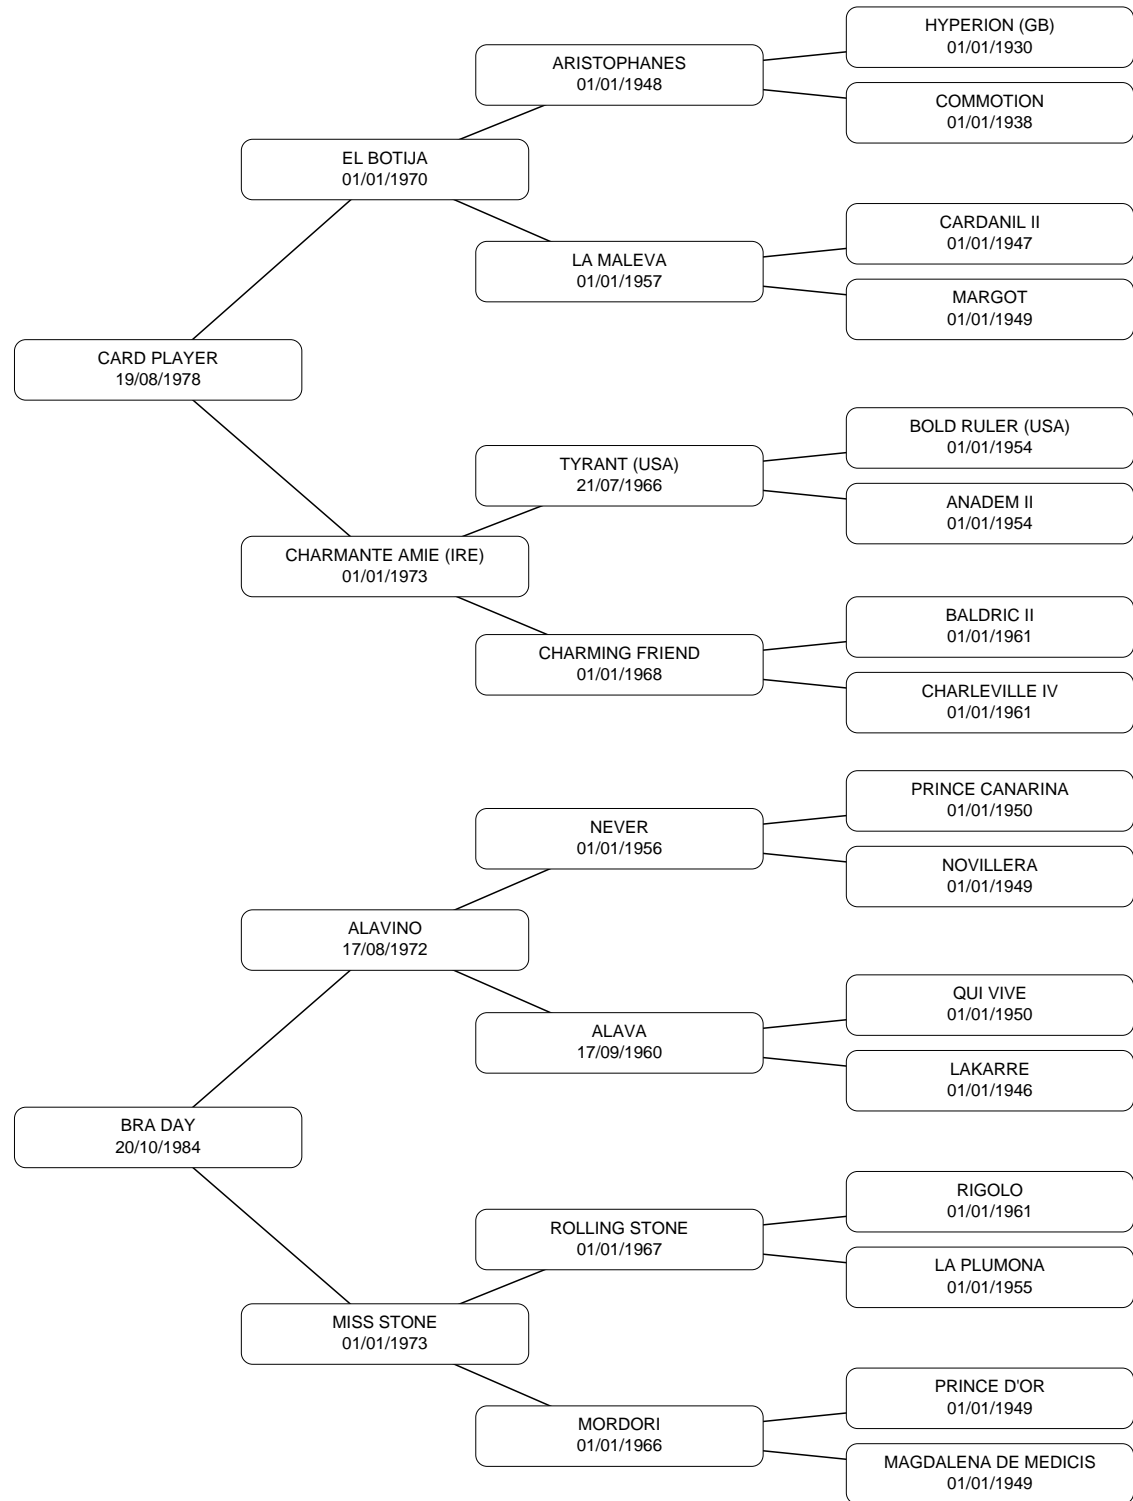 HYPERION (GB)
01/01/1930
ARISTOPHANES
01/01/1948
COMMOTION
01/01/1938
EL BOTIJA
01/01/1970
CARDANIL II
01/01/1947
LA MALEVA
01/01/1957
MARGOT
01/01/1949
CARD PLAYER
19/08/1978
BOLD RULER (USA)
01/01/1954
TYRANT (USA)
21/07/1966
ANADEM II
01/01/1954
CHARMANTE AMIE (IRE)
01/01/1973
BALDRIC II
01/01/1961
CHARMING FRIEND
01/01/1968
CHARLEVILLE IV
01/01/1961
PRINCE CANARINA
01/01/1950
NEVER
01/01/1956
NOVILLERA
01/01/1949
ALAVINO
17/08/1972
QUI VIVE
01/01/1950
ALAVA
17/09/1960
LAKARRE
01/01/1946
BRA DAY
20/10/1984
RIGOLO
01/01/1961
ROLLING STONE
01/01/1967
LA PLUMONA
01/01/1955
MISS STONE
01/01/1973
PRINCE D'OR
01/01/1949
MORDORI
01/01/1966
MAGDALENA DE MEDICIS
01/01/1949